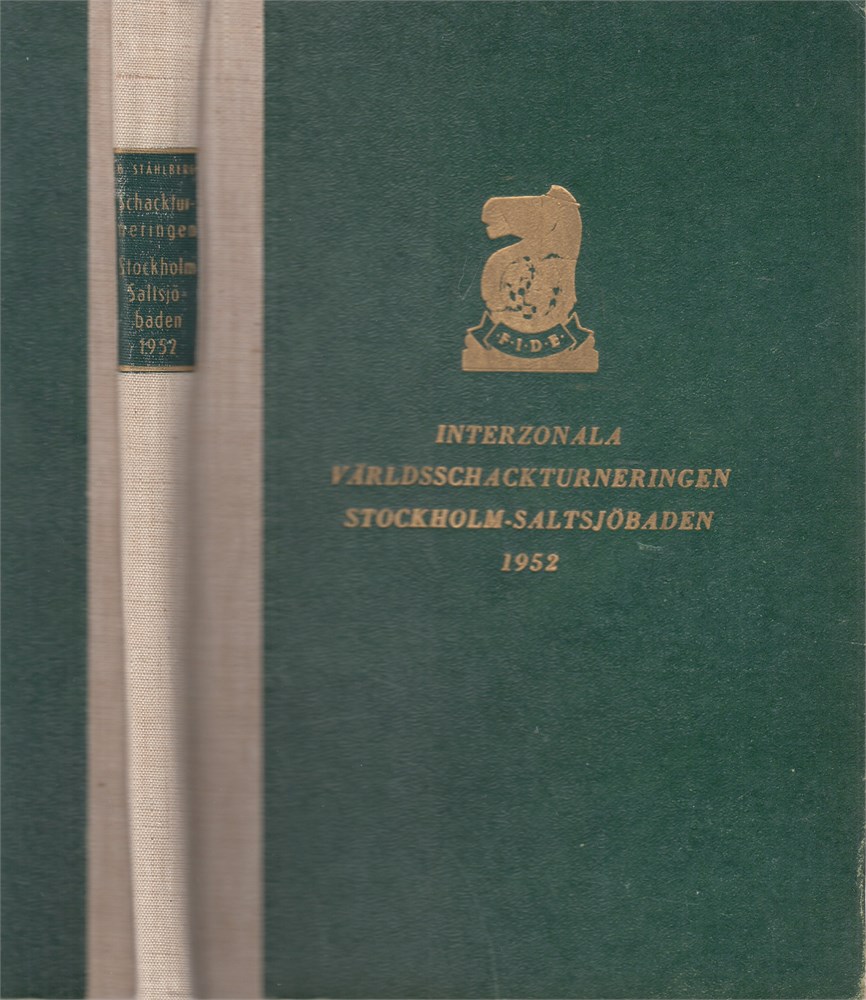 G. STÅHLBERG
Schacktur-
neringen
Stockholm
Saltsjö-
baden
1952
·F·I·D·E·
INTERZONALA
VÄRLDSSCHACKTURNERINGEN
STOCKHOLM-SALTSJÖBADEN
1952